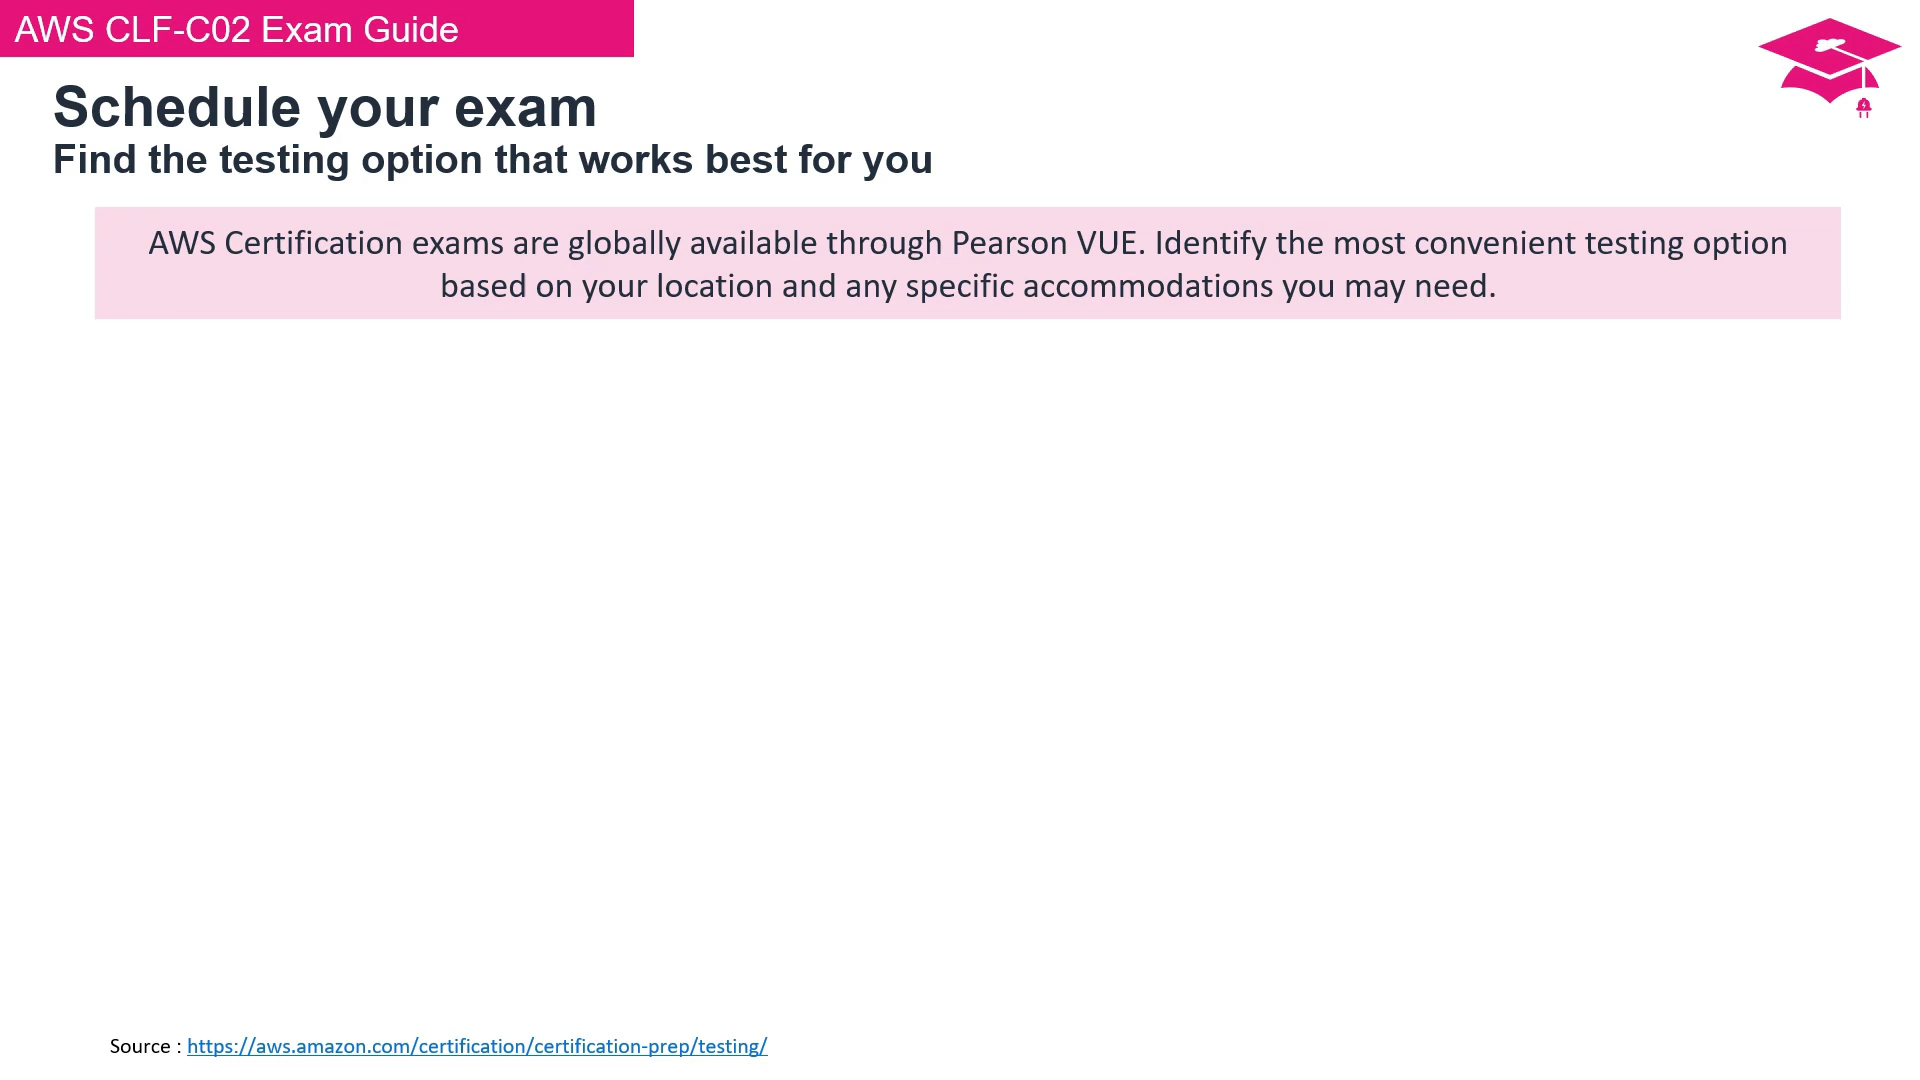 AWS CLF-C02 Exam Guide
Schedule your exam
Find the testing option that works best for you
AWS Certification exams are globally available through Pearson VUE. Identify the most convenient testing option
based on your location and any specific accommodations you may need.
Source : https://aws.amazon.com/certification/certification-prep/testing/